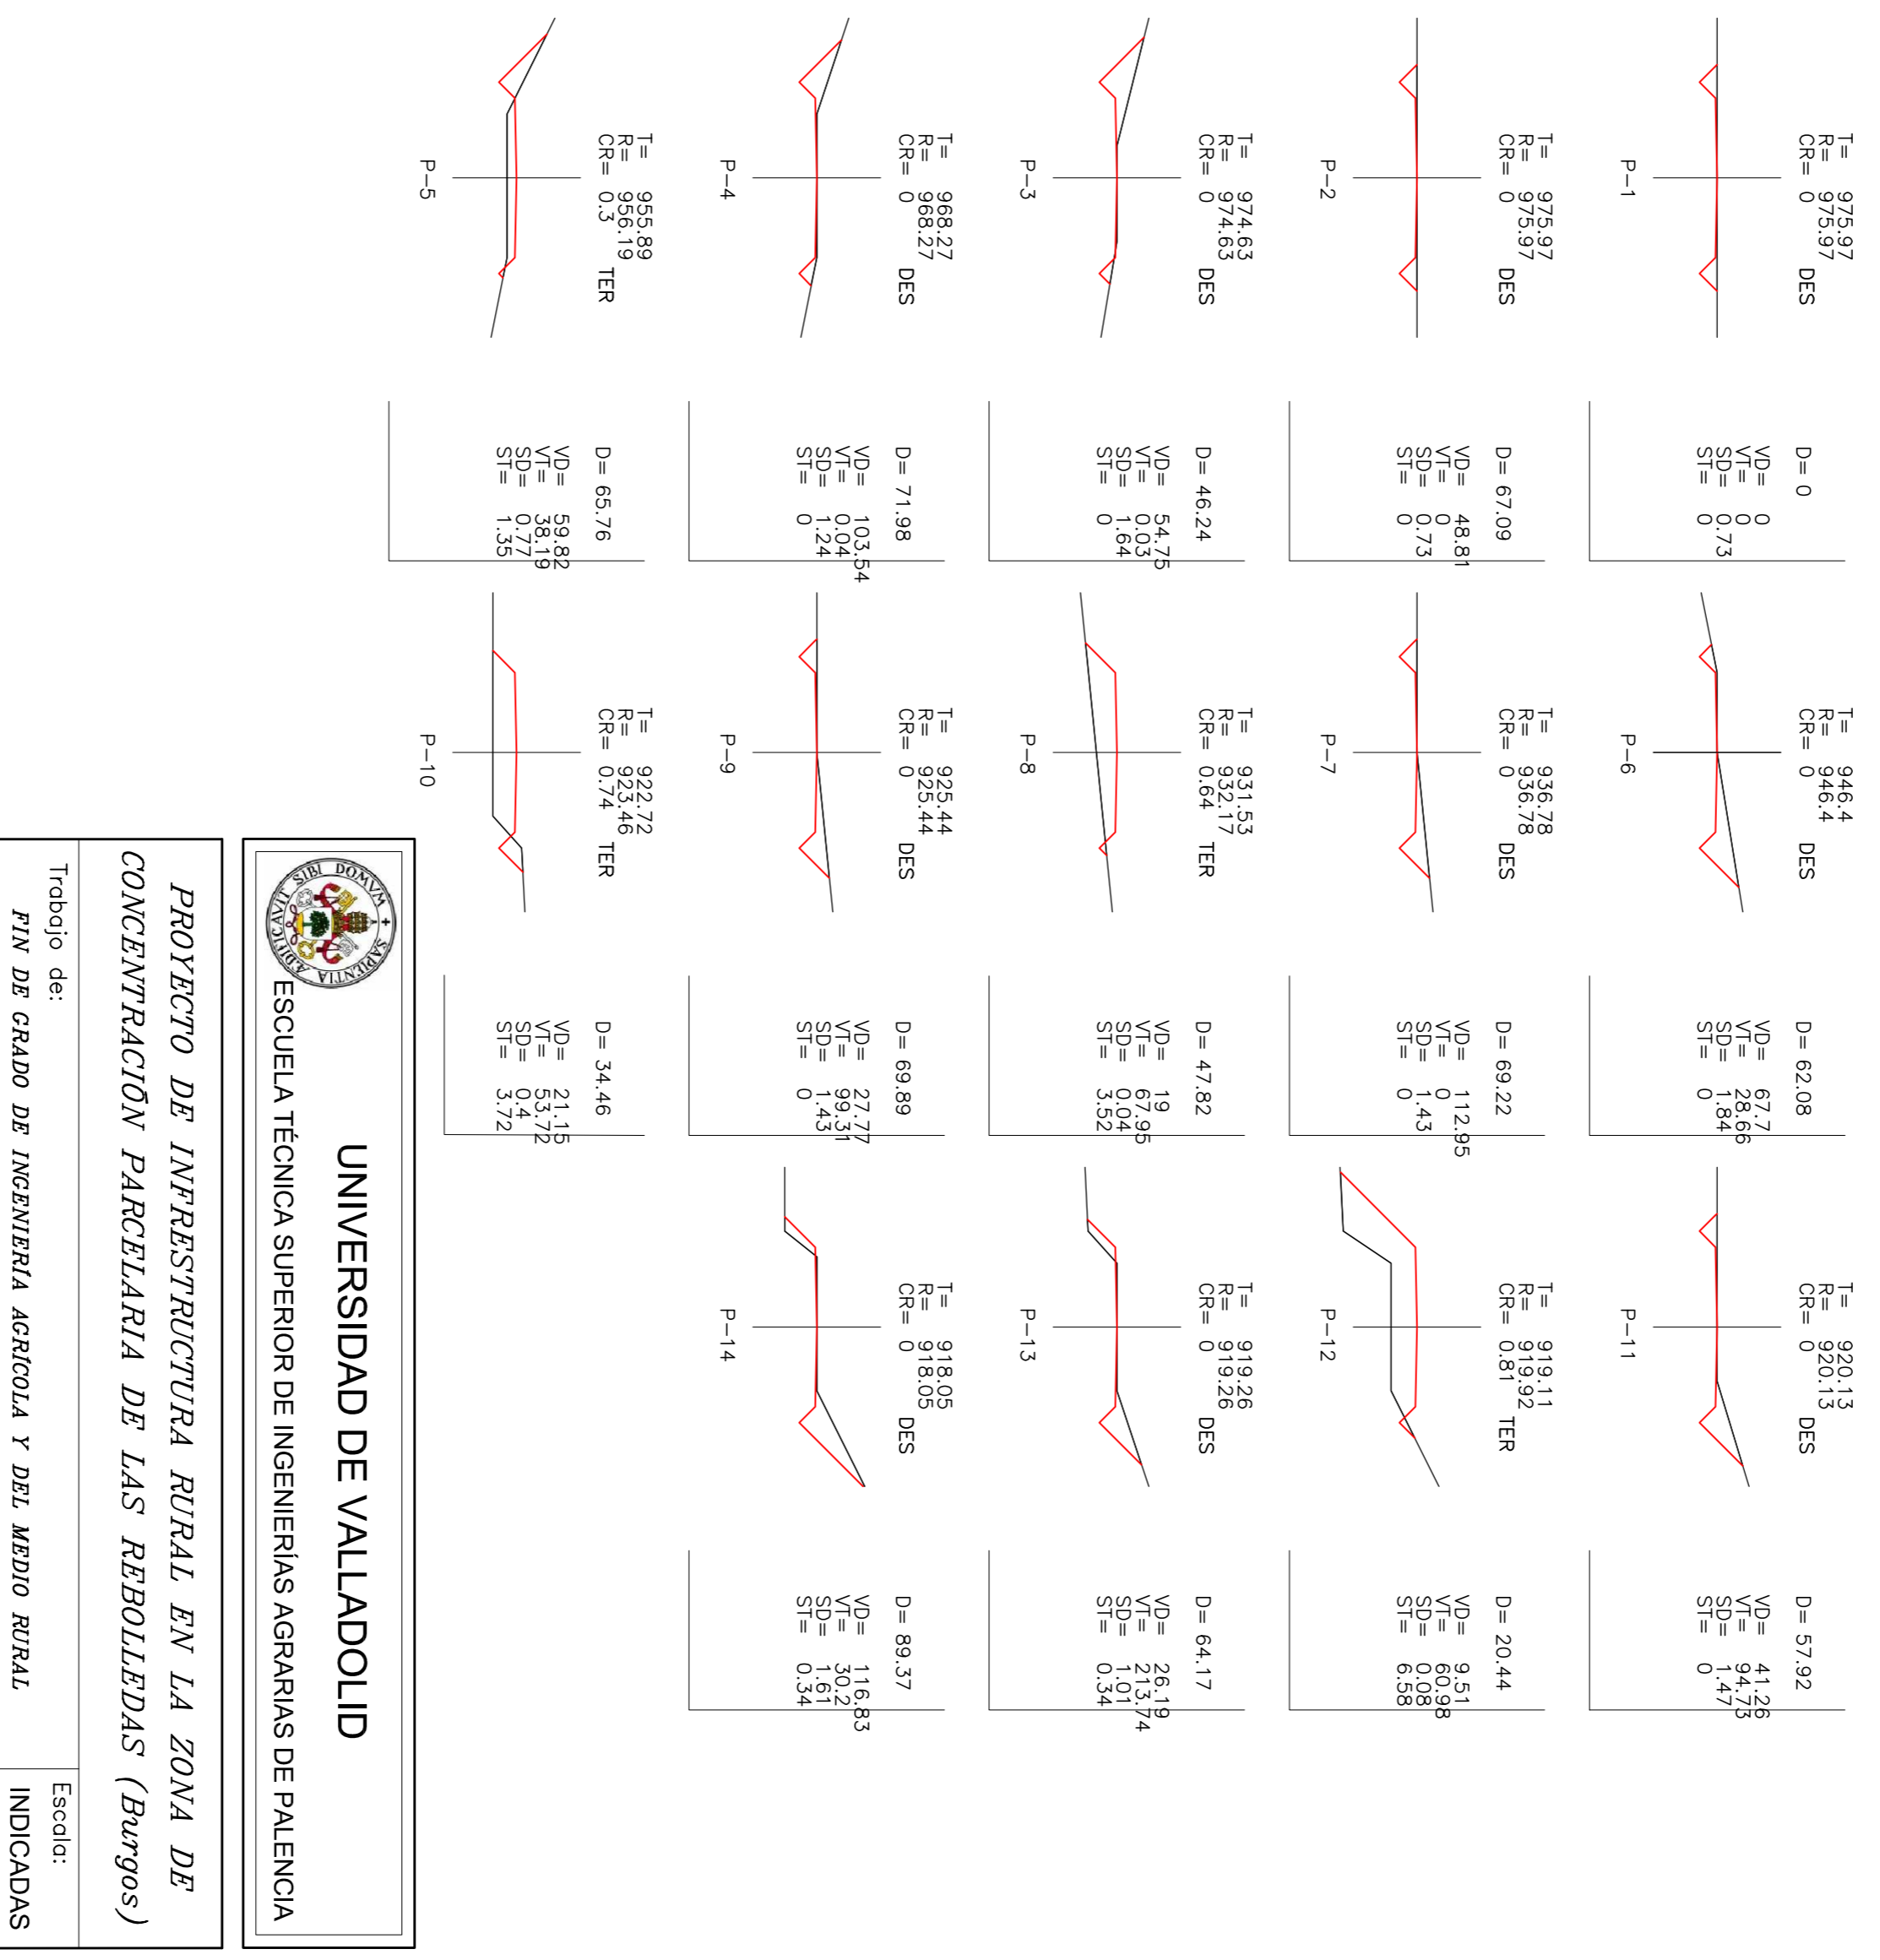 T= 975.97
R= 975.97
CR= 0 DES
P-1
D= 0
VD= 0
VT= 0
SD= 0.73
ST= 0
T= 975.97
R= 975.97
CR= 0 DES
P-2
D= 67.09
VD= 48.81
VT= 0
SD= 0.73
ST= 0
T= 974.63
R= 974.63
CR= 0 DES
P-3
D= 46.24
VD= 54.75
VT= 0.03
SD= 1.64
ST= 0
T= 968.27
R= 968.27
CR= 0 DES
P-4
D= 71.98
VD= 103.54
VT= 0.04
SD= 1.24
ST= 0
T= 955.89
R= 956.19
CR= 0.3 TER
P-5
D= 65.76
VD= 59.82
VT= 38.19
SD= 0.77
ST= 1.35
T= 946.4
R= 946.4
CR= 0 DES
P-6
D= 62.08
VD= 67.7
VT= 28.66
SD= 1.84
ST= 0
T= 936.78
R= 936.78
CR= 0 DES
P-7
D= 69.22
VD= 112.95
VT= 0
SD= 1.43
ST= 0
T= 931.53
R= 932.17
CR= 0.64 TER
P-8
D= 47.82
VD= 19
VT= 67.95
SD= 0.04
ST= 3.52
T= 925.44
R= 925.44
CR= 0 DES
P-9
D= 69.89
VD= 27.77
VT= 99.31
SD= 1.43
ST= 0
T= 922.72
R= 923.46
CR= 0.74 TER
P-10
D= 34.46
VD= 21.15
VT= 53.72
SD= 0.4
ST= 3.72
T= 920.13
R= 920.13
CR= 0 DES
P-11
D= 57.92
VD= 41.26
VT= 94.73
SD= 1.47
ST= 0
T= 919.11
R= 919.92
CR= 0.81 TER
P-12
D= 20.44
VD= 9.51
VT= 60.98
SD= 0.08
ST= 6.58
T= 919.26
R= 919.26
CR= 0 DES
P-13
D= 64.17
VD= 26.19
VT= 213.74
SD= 1.01
ST= 0.34
T= 918.05
R= 918.05
CR= 0 DES
P-14
D= 89.37
VD= 116.83
VT= 30.2
SD= 1.61
ST= 0.34
SAPIENTIA ÆDIFICAVIT SIBI DOMVM +
UNIVERSIDAD DE VALLADOLID
ESCUELA TÉCNICA SUPERIOR DE INGENIERÍAS AGRARIAS DE PALENCIA
PROYECTO DE INFRESTRUCTURA RURAL EN LA ZONA DE
CONCENTRACIÓN PARCELARIA DE LAS REBOLLEDAS (Burgos)
Trabajo de:
FIN DE GRADO DE INGENIERÍA AGRÍCOLA Y DEL MEDIO RURAL
Escala:
INDICADAS